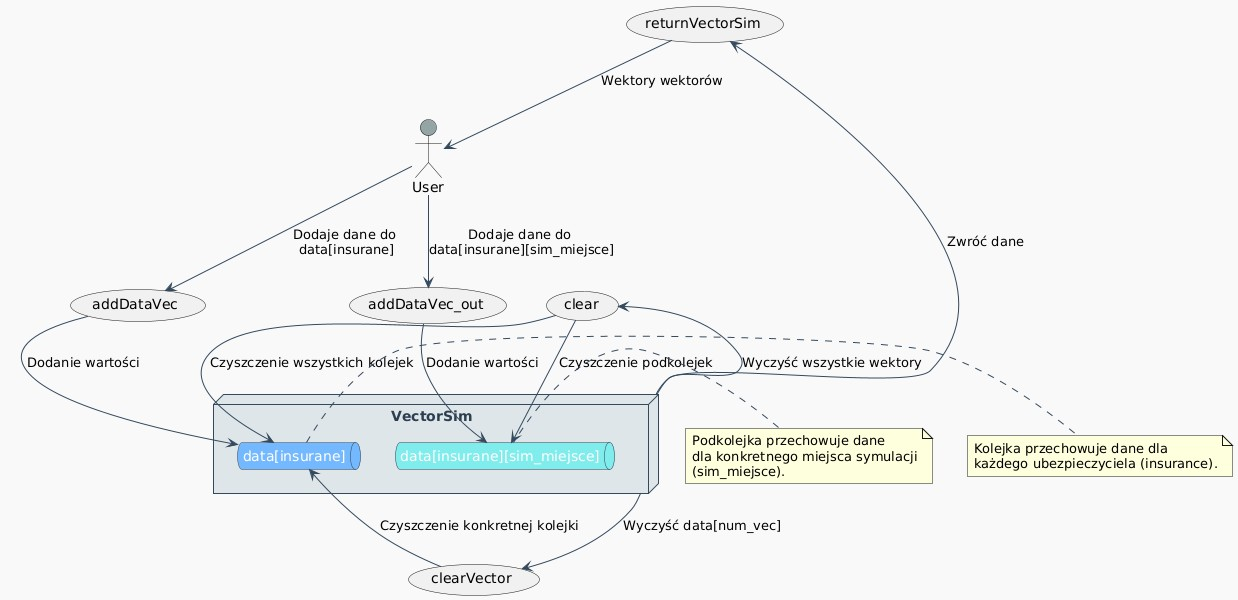 returnVectorSim
Wektory wektorów
User
Dodaje dane do
data[insurane]
Dodaje dane do
data[insurane][sim_miejsce]
Zwróć dane
addDataVec
addDataVec_out
clear
Dodanie wartości
Czyszczenie wszystkich kolejek
Dodanie wartości
Czyszczenie podkolejek
Wyczyść wszystkie wektory
VectorSim
data[insurane]
data[insurane][sim_miejsce]
Podkolejka przechowuje dane
dla konkretnego miejsca symulacji
(sim_miejsce).
Kolejka przechowuje dane dla
każdego ubezpieczyciela (insurance).
Czyszczenie konkretnej kolejki
Wyczyść data[num_vec]
clearVector